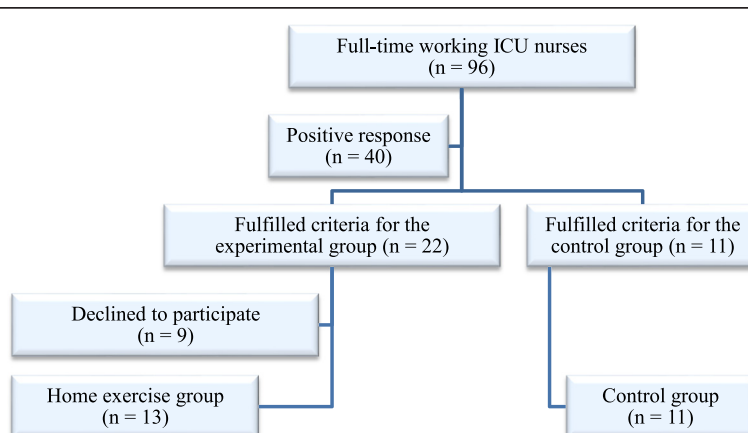 Full-time working ICU nurses
(n = 96)
Positive response
(n = 40)
Fulfilled criteria for the
experimental group (n = 22)
Fulfilled criteria for the
control group (n = 11)
Declined to participate
(n = 9)
Home exercise group
(n = 13)
Control group
(n = 11)